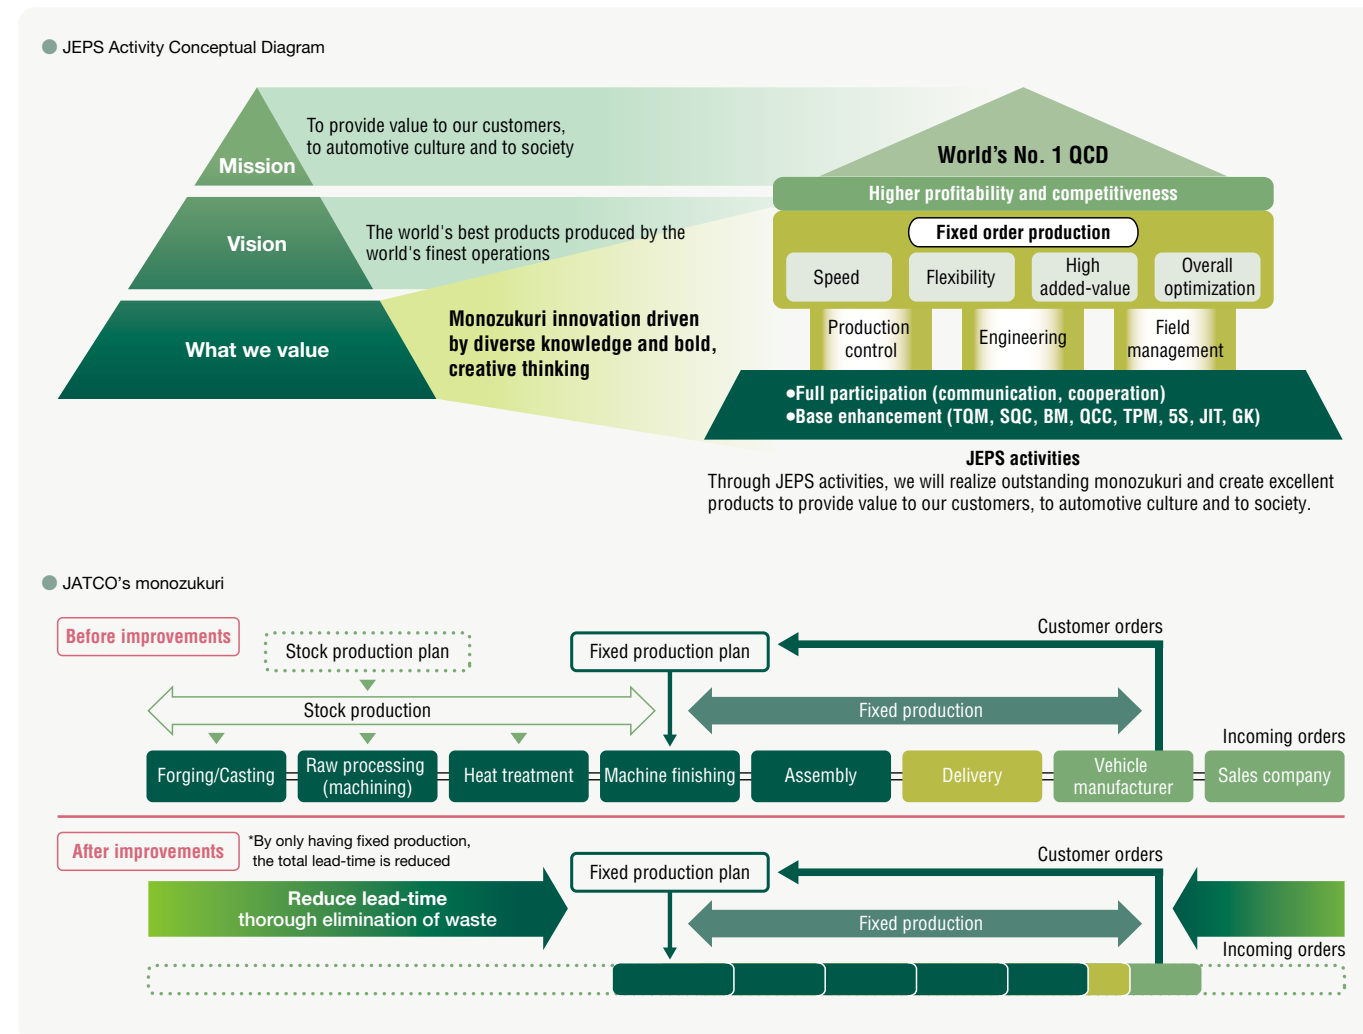 JEPS Activity Conceptual Diagram
To provide value to our customers,
to automotive culture and to society
Mission
World's No. 1 QCD
Higher profitability and competitiveness
Vision
The world's best products produced by the
world's finest operations
Fixed order production
Speed
Flexibility
High
added-value
Overall
optimization
What we value
Monozukuri innovation driven
by diverse knowledge and bold,
creative thinking
Production
control
Engineering
Field
management
●Full participation (communication, cooperation)
●Base enhancement (TQM, SQC, BM, QCC, TPM, 5S, JIT, GK)
JEPS activities
Through JEPS activities, we will realize outstanding monozukuri and create excellent
products to provide value to our customers, to automotive culture and to society.
JATCO's monozukuri
Before improvements
Stock production plan
Fixed production plan
Customer orders
Stock production
Fixed production
Incoming orders
Forging/Casting
Raw processing
(machining)
Heat treatment
Machine finishing
Assembly
Delivery
Vehicle
manufacturer
Sales company
After improvements
*By only having fixed production,
the total lead-time is reduced
Fixed production plan
Customer orders
Reduce lead-time
thorough elimination of waste
Fixed production
Incoming orders